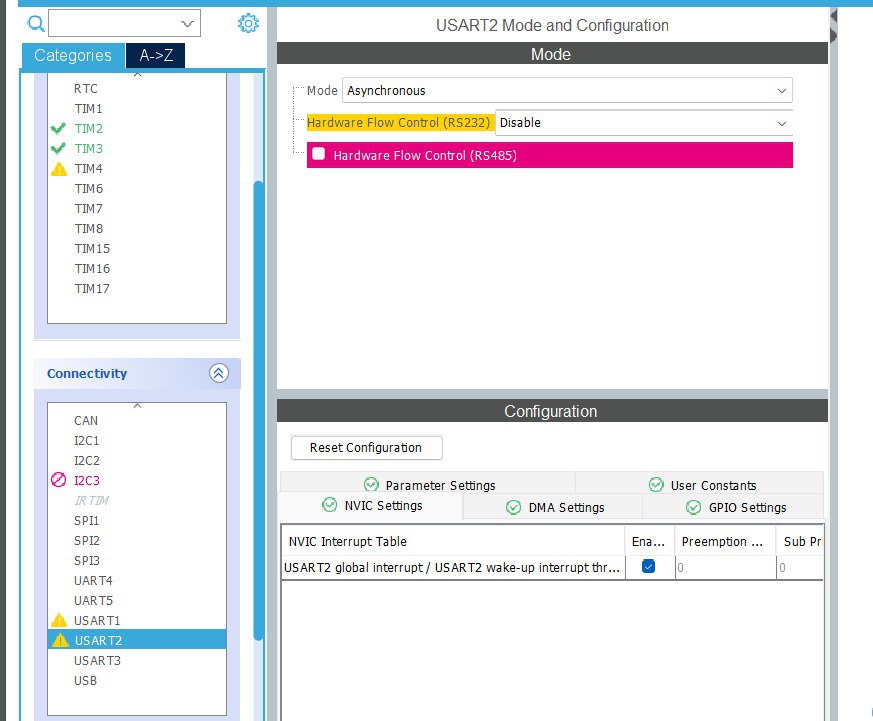 USART2 Mode and Configuration
Categories A->Z
Mode
RTC
TIM1
TIM2
TIM3
TIM4
TIM6
TIM7
TIM8
TIM15
TIM16
TIM17
Mode Asynchronous
Hardware Flow Control (RS232) Disable
Hardware Flow Control (RS485)
Connectivity
CAN
I2C1
I2C2
I2C3
IRTIM
SPI1
SPI2
SPI3
UART4
UART5
USART1
USART2
USART3
USB
Configuration
Reset Configuration
Parameter Settings User Constants
NVIC Settings DMA Settings GPIO Settings
NVIC Interrupt Table Ena... Preemption ... Sub Pri
USART2 global interrupt / USART2 wake-up interrupt thr... 0 0